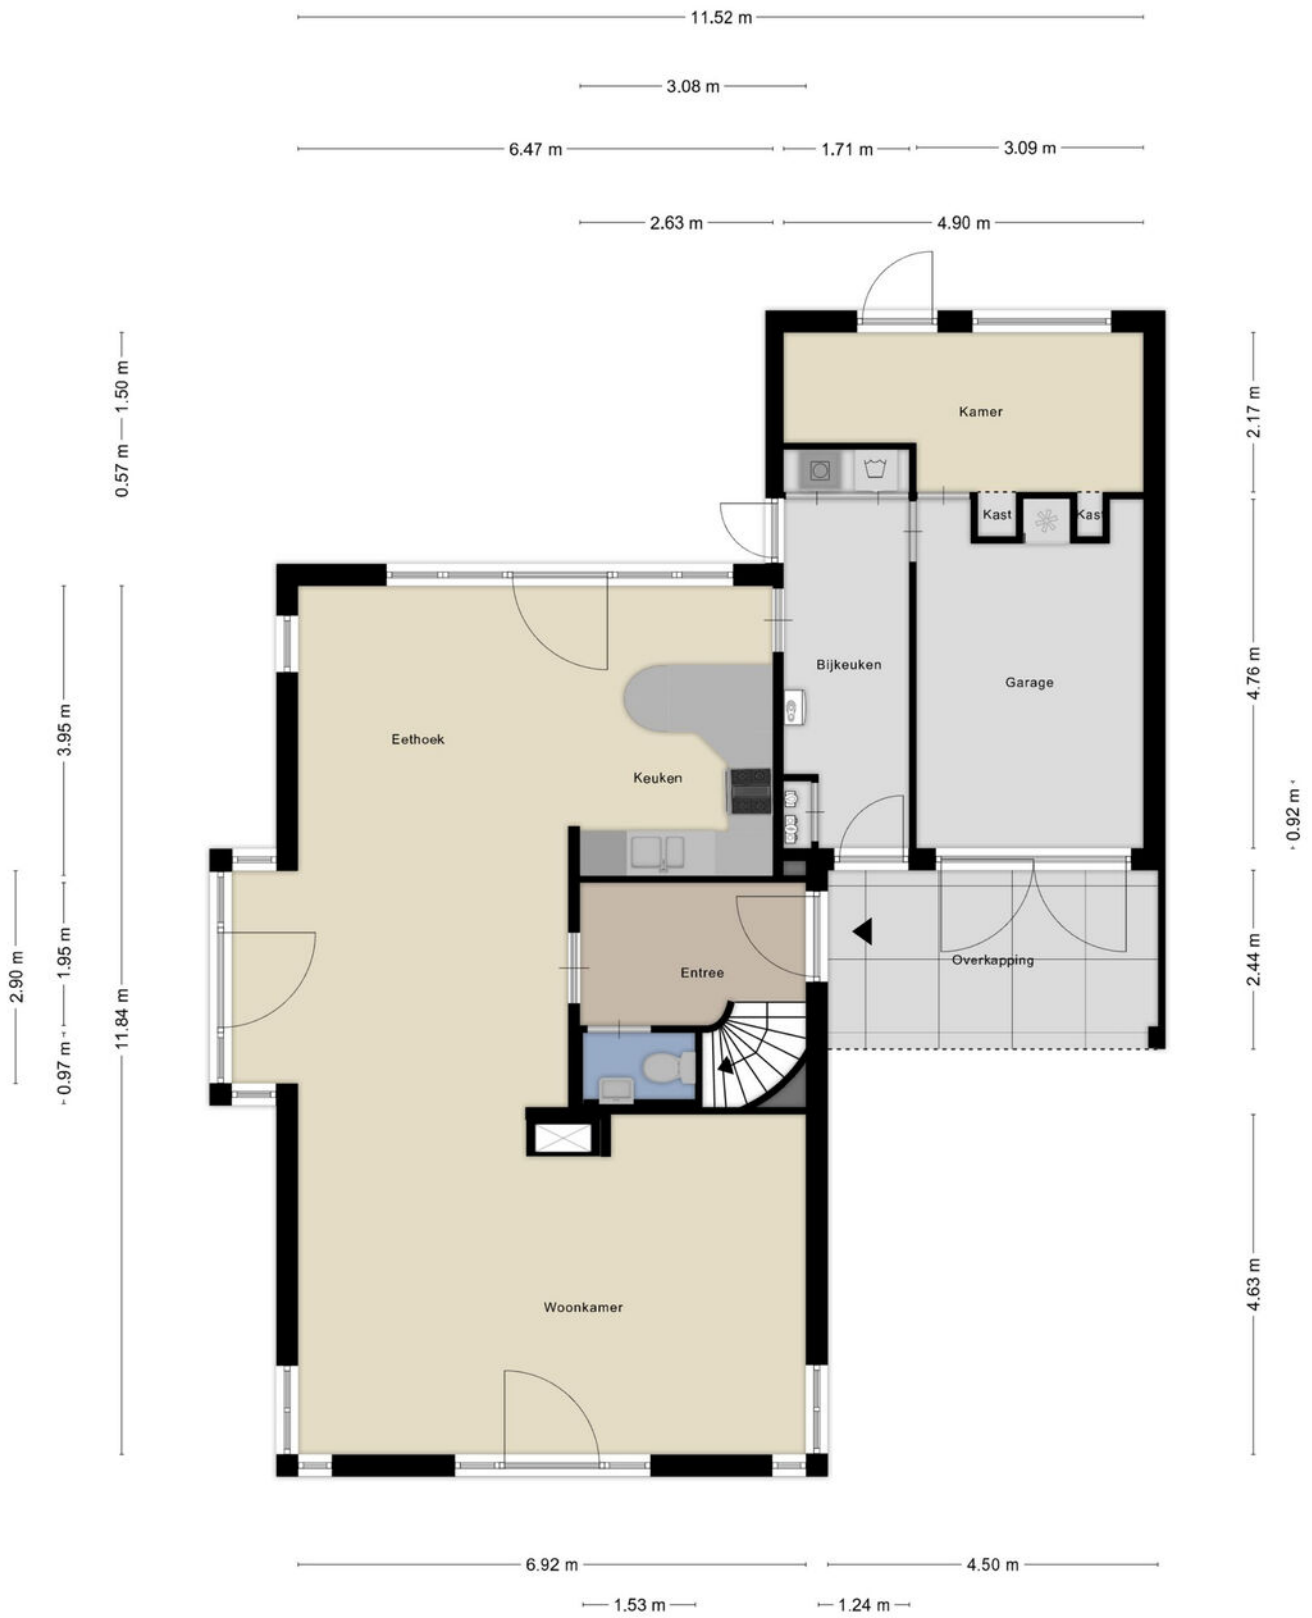 11.52 m
3.08 m
6.47 m
1.71 m
3.09 m
2.63 m
4.90 m
1.50 m
0.57 m
2.17 m
Kamer
Kast
Kast
Bijkeuken
Garage
4.76 m
3.95 m
Eethoek
Keuken
0.92 m
2.90 m
1.95 m
0.97 m
11.84 m
Entree
Overkapping
2.44 m
Woonkamer
4.63 m
6.92 m
4.50 m
1.53 m
1.24 m